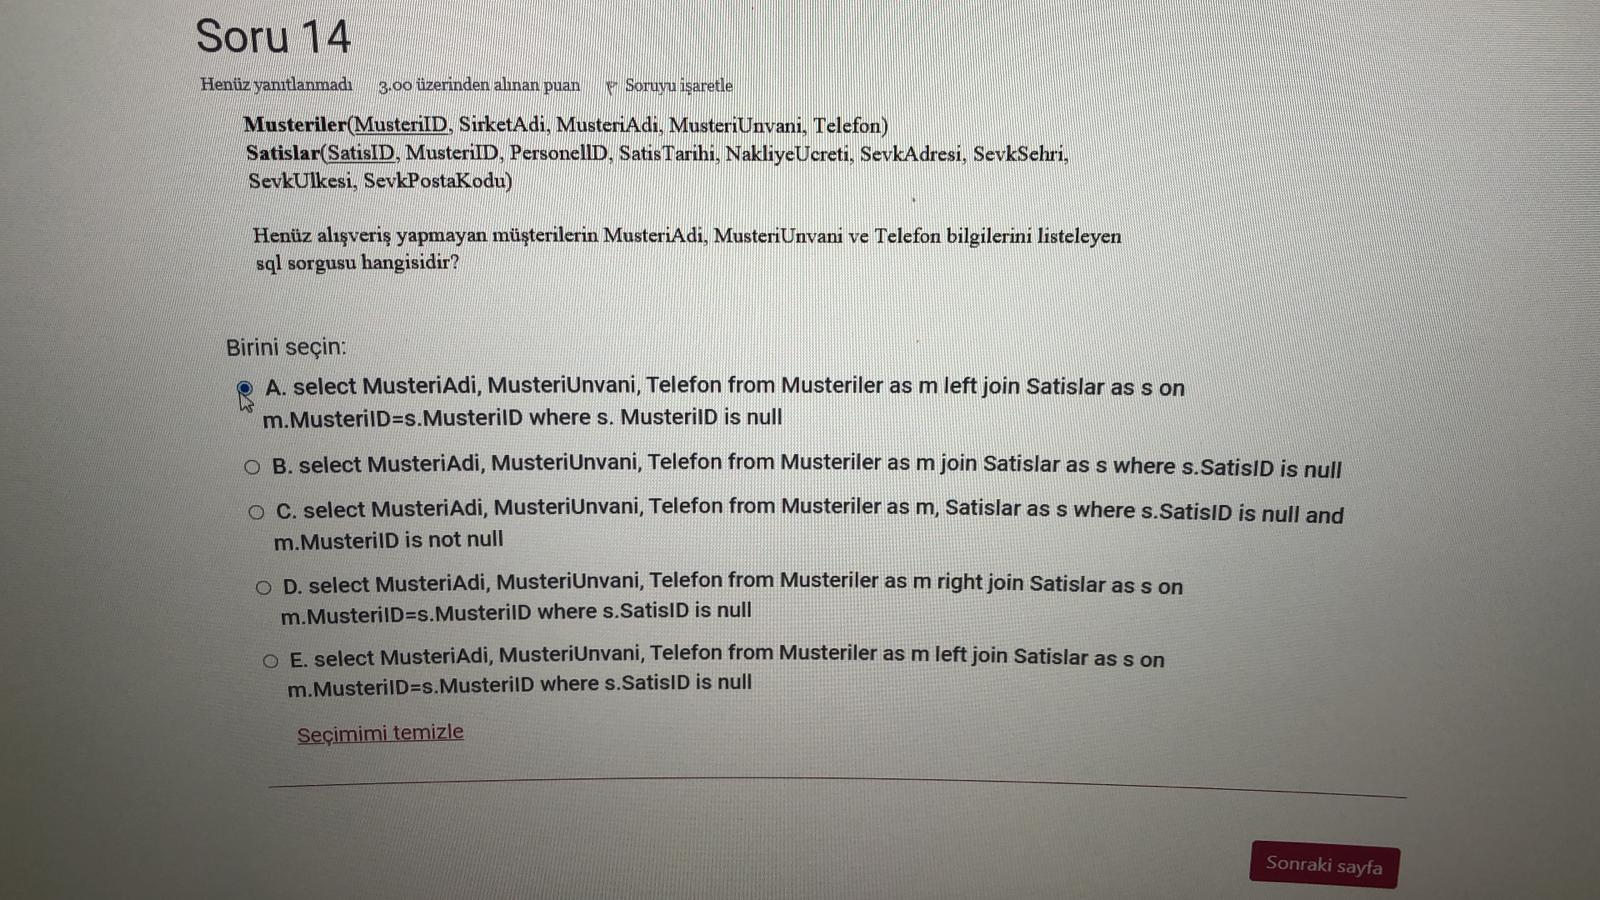 Soru 14
Henüz yanıtlanmadı 3.00 üzerinden alınan puan Soruyu işaretle
Musteriler(MusteriID, SirketAdi, MusteriAdi, MusteriUnvani, Telefon)
Satislar(SatisID, MusteriID, PersonelID, SatisTarihi, NakliyeUcreti, SevkAdresi, SevkSehri,
SevkUlkesi, SevkPostaKodu)
Henüz alışveriş yapmayan müşterilerin MusteriAdi, MusteriUnvani ve Telefon bilgilerini listeleyen
sql sorgusu hangisidir?
Birini seçin:
A. select MusteriAdi, MusteriUnvani, Telefon from Musteriler as m left join Satislar as s on
m.MusteriID=s.MusteriID where s. MusteriID is null
B. select MusteriAdi, MusteriUnvani, Telefon from Musteriler as m join Satislar as s where s.SatisID is null
C. select MusteriAdi, MusteriUnvani, Telefon from Musteriler as m, Satislar as s where s.SatisID is null and
m.MusteriID is not null
D. select MusteriAdi, MusteriUnvani, Telefon from Musteriler as m right join Satislar as s on
m.MusteriID=s.MusteriID where s.SatisID is null
E. select MusteriAdi, MusteriUnvani, Telefon from Musteriler as m left join Satislar as s on
m.MusteriID=s.MusteriID where s.SatisID is null
Seçimimi temizle
Sonraki sayfa